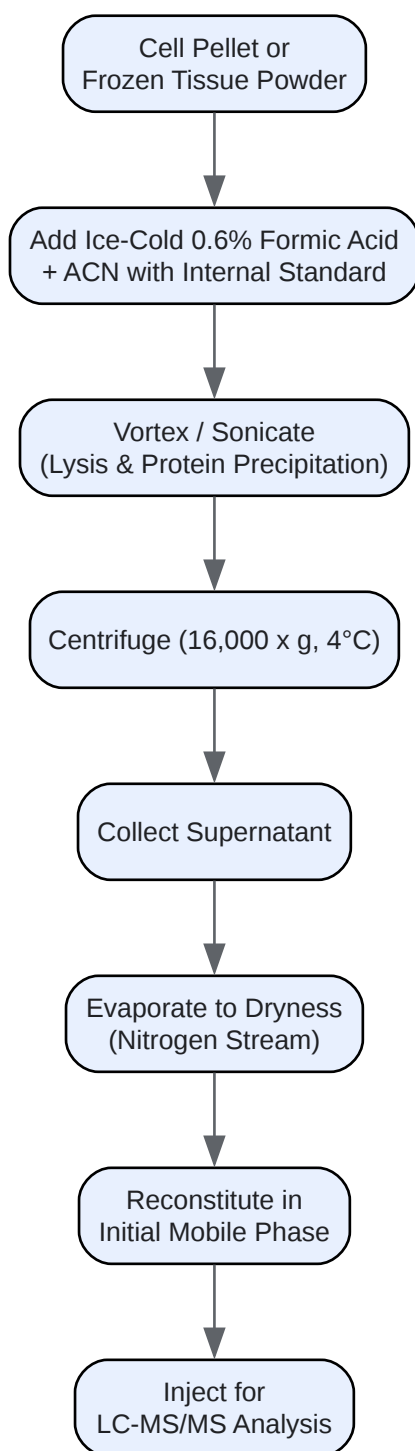 Cell Pellet or
Frozen Tissue Powder
Add Ice-Cold 0.6% Formic Acid
+ ACN with Internal Standard
Vortex / Sonicate
(Lysis & Protein Precipitation)
Centrifuge (16,000 x g, 4°C)
Collect Supernatant
Evaporate to Dryness
(Nitrogen Stream)
Reconstitute in
Initial Mobile Phase
Inject for
LC-MS/MS Analysis